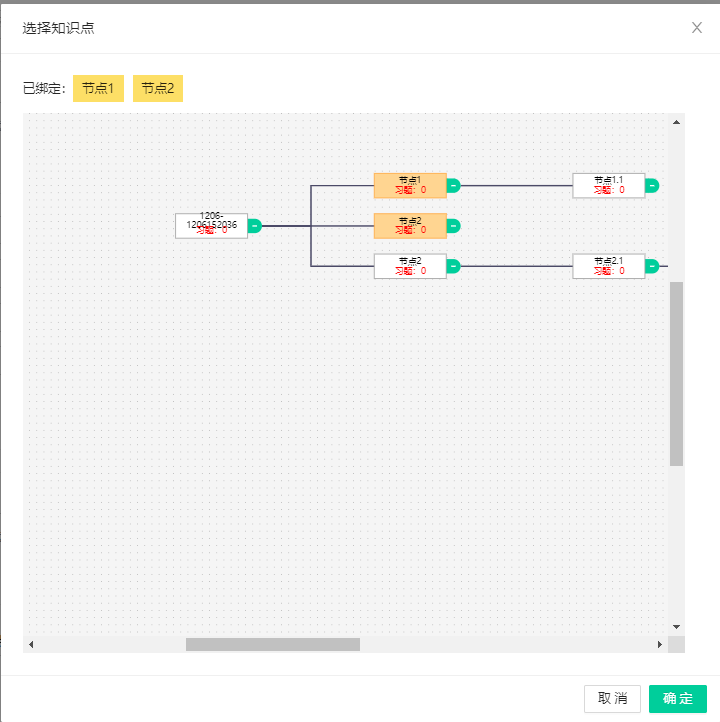 选择知识点
已绑定: 节点1 节点2
节点1
习题: 0
节点1.1
习题: 0
1206-
1206152036
习题: 0
节点2
习题: 0
节点2
习题: 0
节点2.1
习题: 0
取 消 确 定